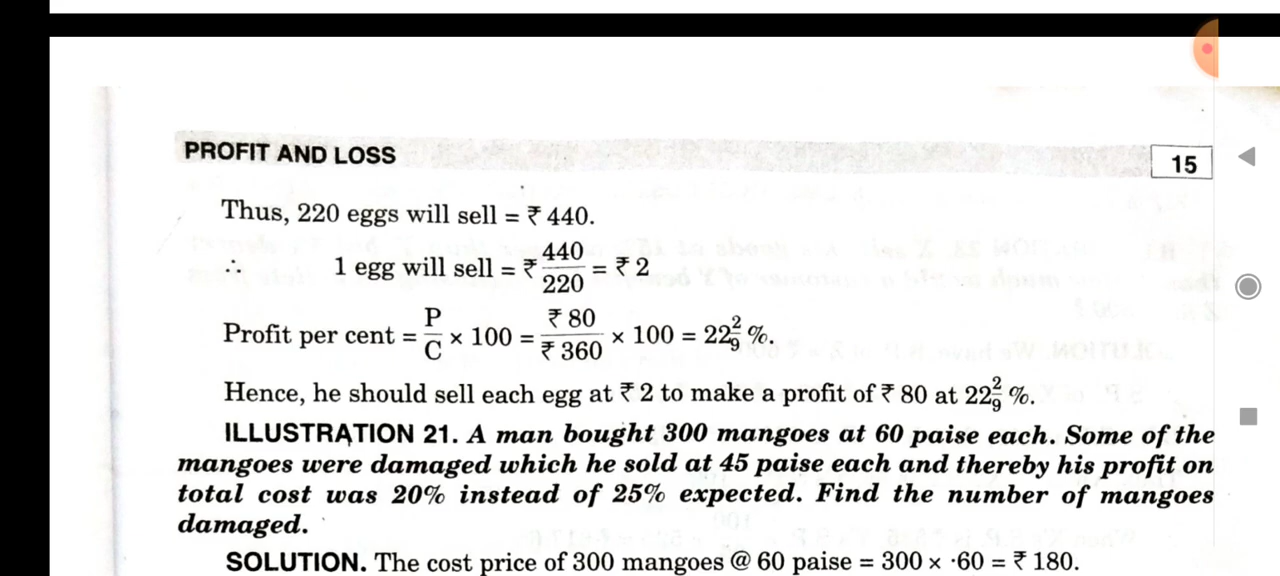 PROFIT AND LOSS
15
Thus, 220 eggs will sell = ₹ 440.
∴ 1 egg will sell = ₹ 440/220 = ₹ 2
Profit per cent = P/C × 100 = ₹ 80/₹ 360 × 100 = 22 2/9 %.
Hence, he should sell each egg at ₹ 2 to make a profit of ₹ 80 at 22 2/9 %.
ILLUSTRATION 21. A man bought 300 mangoes at 60 paise each. Some of the
mangoes were damaged which he sold at 45 paise each and thereby his profit on
total cost was 20% instead of 25% expected. Find the number of mangoes
damaged.
SOLUTION. The cost price of 300 mangoes @ 60 paise = 300 × ·60 = ₹ 180.